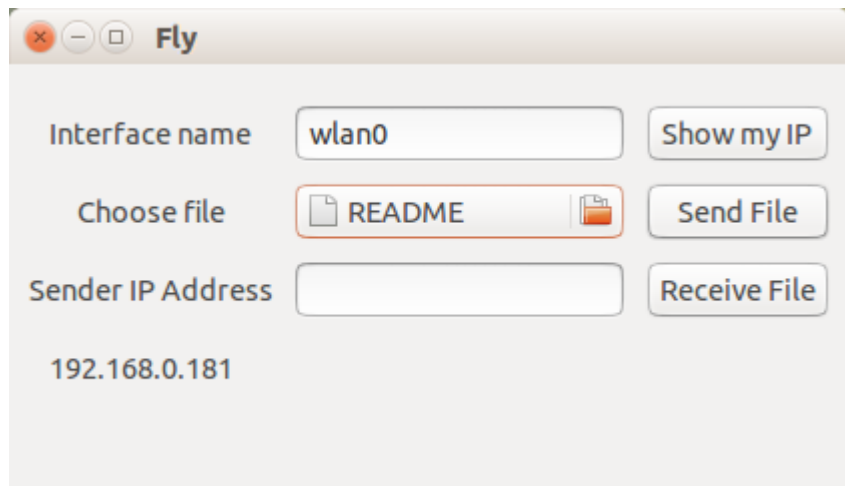 Fly
Interface name wlan0 Show my IP
Choose file README Send File
Sender IP Address Receive File
192.168.0.181